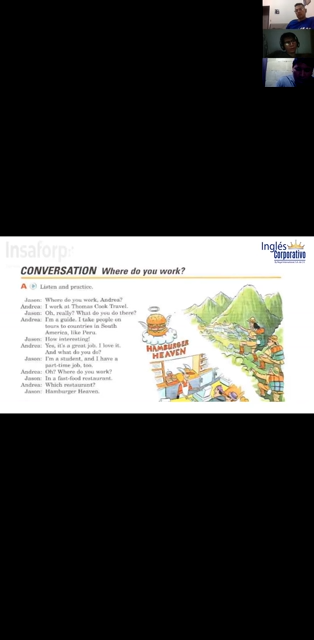 Insaforp
Inglés
Corporativo
CONVERSATION Where do you work?
A Listen and practice.
Jason: Where do you work, Andrea?
Andrea: I work at Thomas Cook Travel.
Jason: Oh, really? What do you do there?
Andrea: I'm a guide. I take people on
tours to countries in South
America, like Peru.
Jason: How interesting!
Andrea: Yes, it's a great job. I love it.
And what do you do?
Jason: I'm a student, and I have a
part-time job, too.
Andrea: Oh? Where do you work?
Jason: In a fast-food restaurant.
Andrea: Which restaurant?
Jason: Hamburger Heaven.
HAMBURGER
HEAVEN